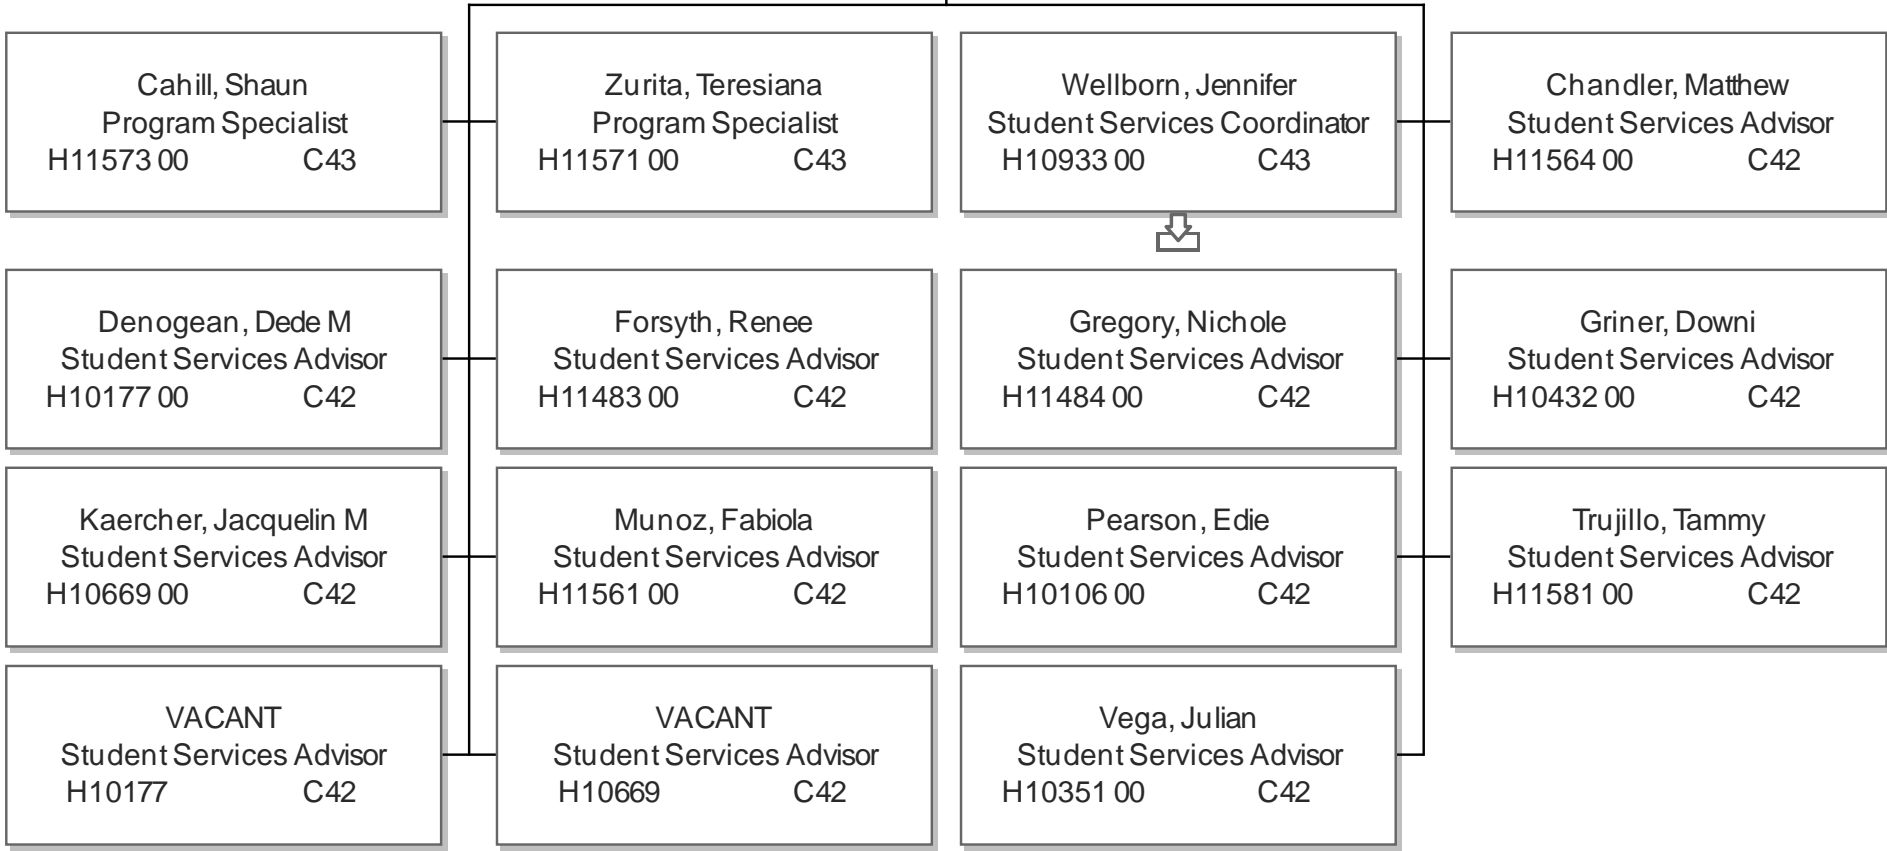 Cahill, Shaun
Program Specialist
H11573 00 C43
Zurita, Teresiana
Program Specialist
H11571 00 C43
Wellborn, Jennifer
Student Services Coordinator
H10933 00 C43
Chandler, Matthew
Student Services Advisor
H11564 00 C42
Denogean, Dede M
Student Services Advisor
H10177 00 C42
Forsyth, Renee
Student Services Advisor
H11483 00 C42
Gregory, Nichole
Student Services Advisor
H11484 00 C42
Griner, Downi
Student Services Advisor
H10432 00 C42
Kaercher, Jacquelin M
Student Services Advisor
H10669 00 C42
Munoz, Fabiola
Student Services Advisor
H11561 00 C42
Pearson, Edie
Student Services Advisor
H10106 00 C42
Trujillo, Tammy
Student Services Advisor
H11581 00 C42
VACANT
Student Services Advisor
H10177 C42
VACANT
Student Services Advisor
H10669 C42
Vega, Julian
Student Services Advisor
H10351 00 C42